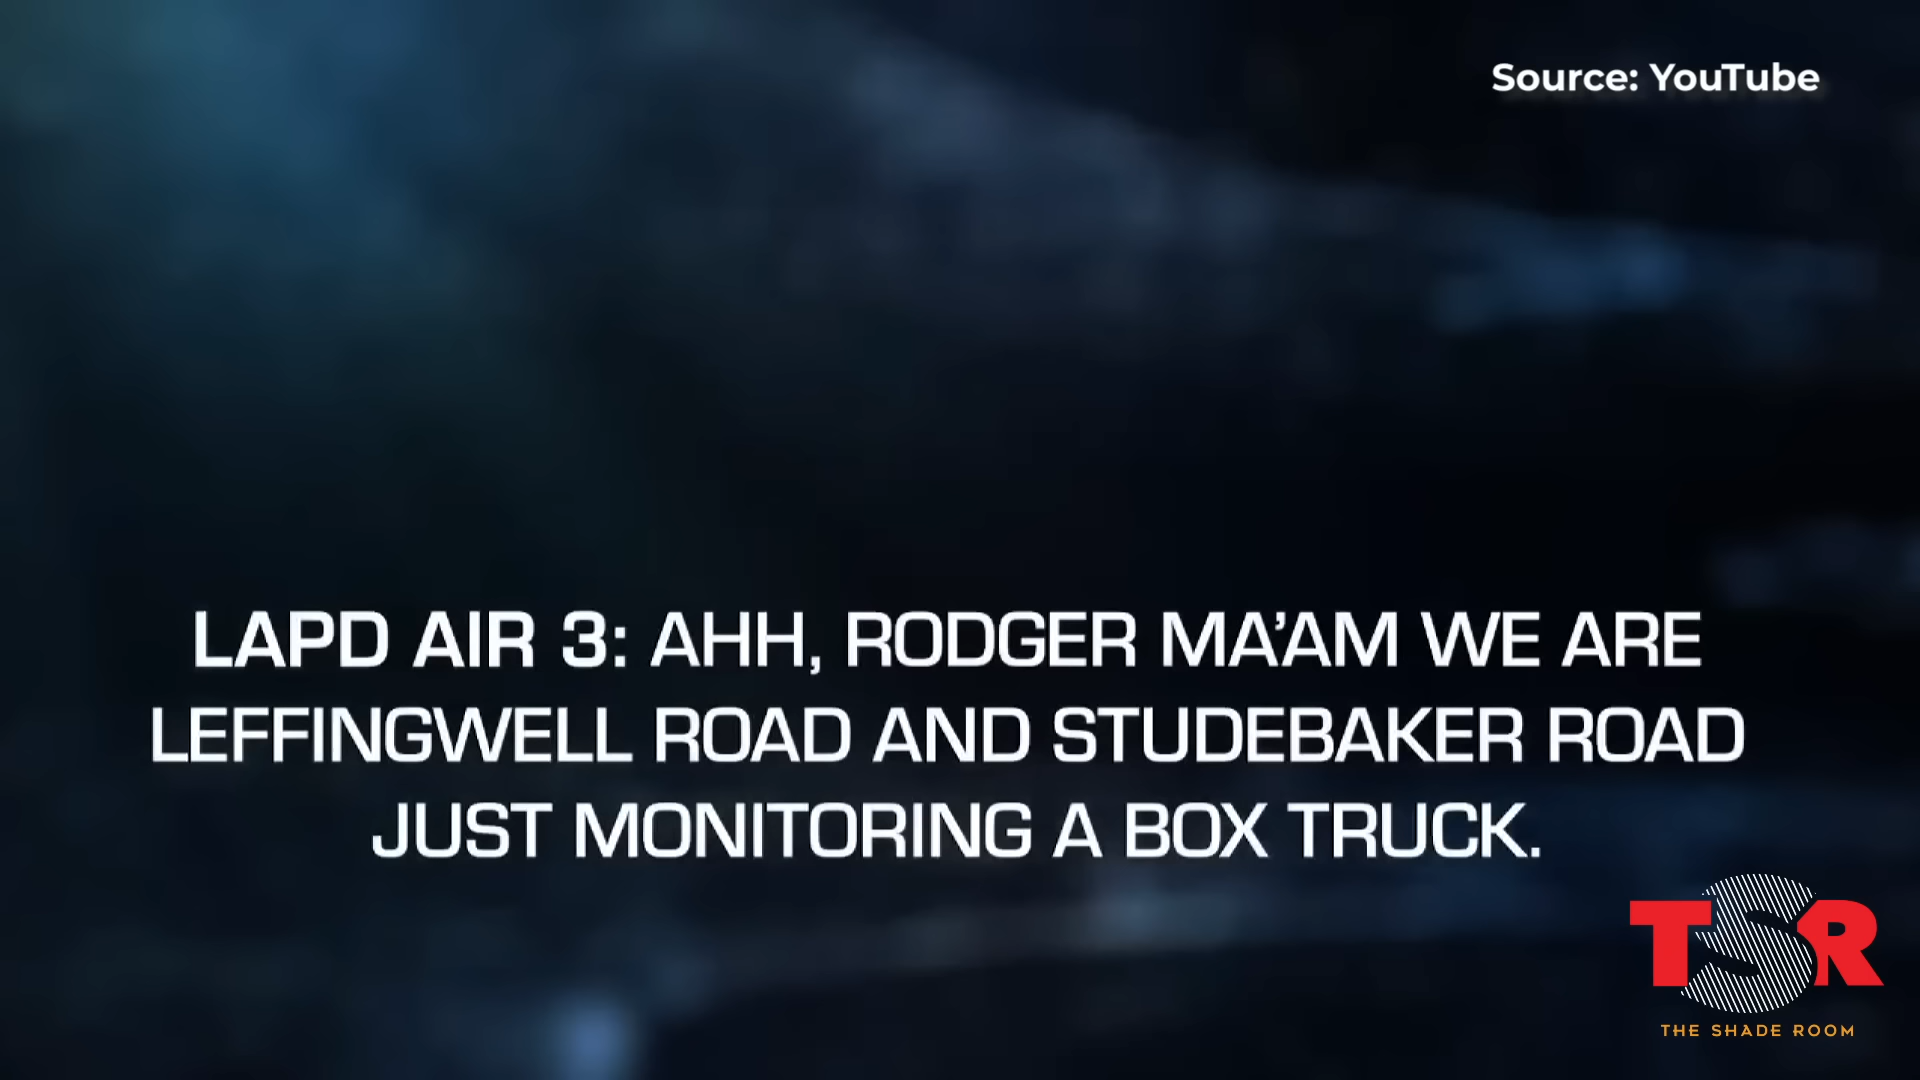 Source: YouTube
LAPD AIR 3: AHH, RODGER MA’AM WE ARE
LEFFINGWELL ROAD AND STUDEBAKER ROAD
JUST MONITORING A BOX TRUCK.
TSR
THE SHADE ROOM